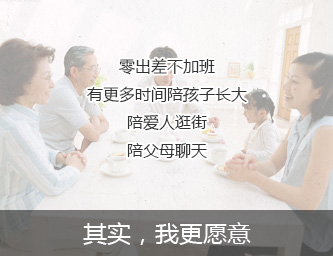 零出差不加班
有更多时间陪孩子长大
陪爱人逛街
陪父母聊天
其实，我更愿意